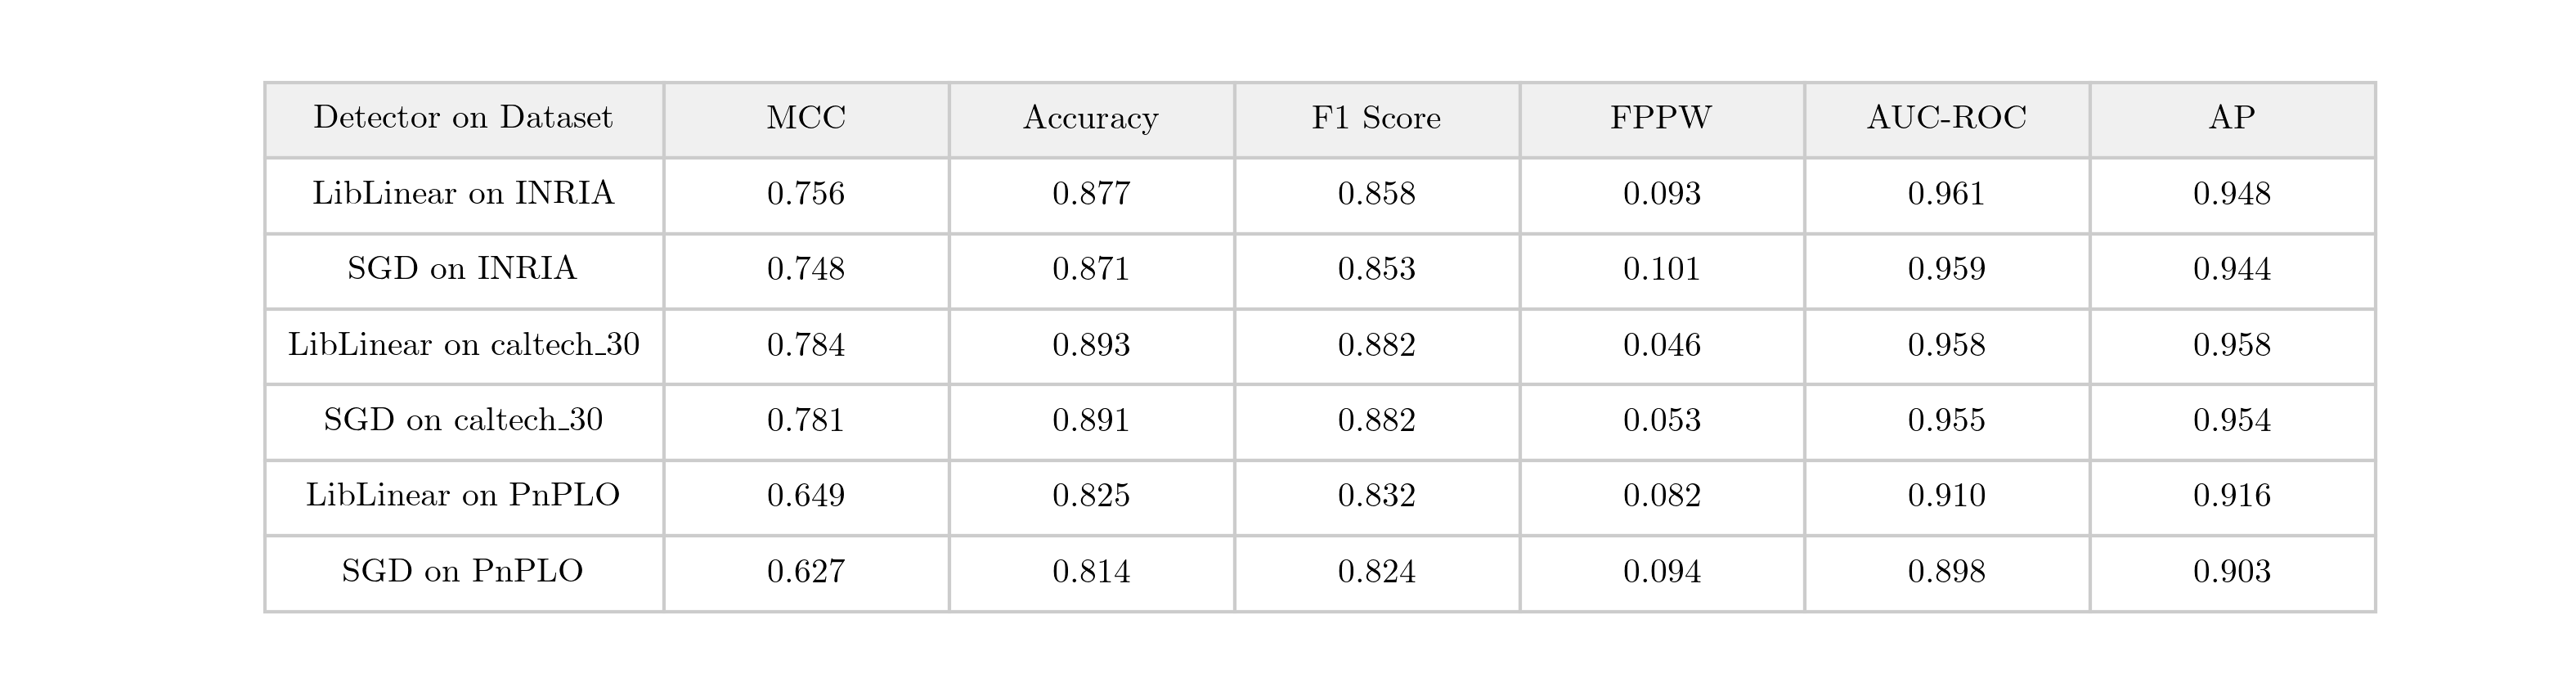 Detector on Dataset MCC Accuracy F1 Score FPPW AUC-ROC AP
LibLinear on INRIA 0.756 0.877 0.858 0.093 0.961 0.948
SGD on INRIA 0.748 0.871 0.853 0.101 0.959 0.944
LibLinear on caltech_30 0.784 0.893 0.882 0.046 0.958 0.958
SGD on caltech_30 0.781 0.891 0.882 0.053 0.955 0.954
LibLinear on PnPLO 0.649 0.825 0.832 0.082 0.910 0.916
SGD on PnPLO 0.627 0.814 0.824 0.094 0.898 0.903